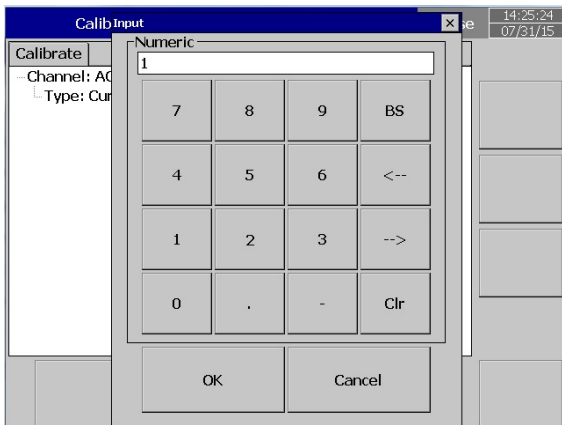 Calib
Input
se
14:25:24
07/31/15
Calibrate
Numeric
1
Channel: AC
Type: Cur
7 8 9 BS
4 5 6 <--
1 2 3 -->
0 . - Clr
OK Cancel